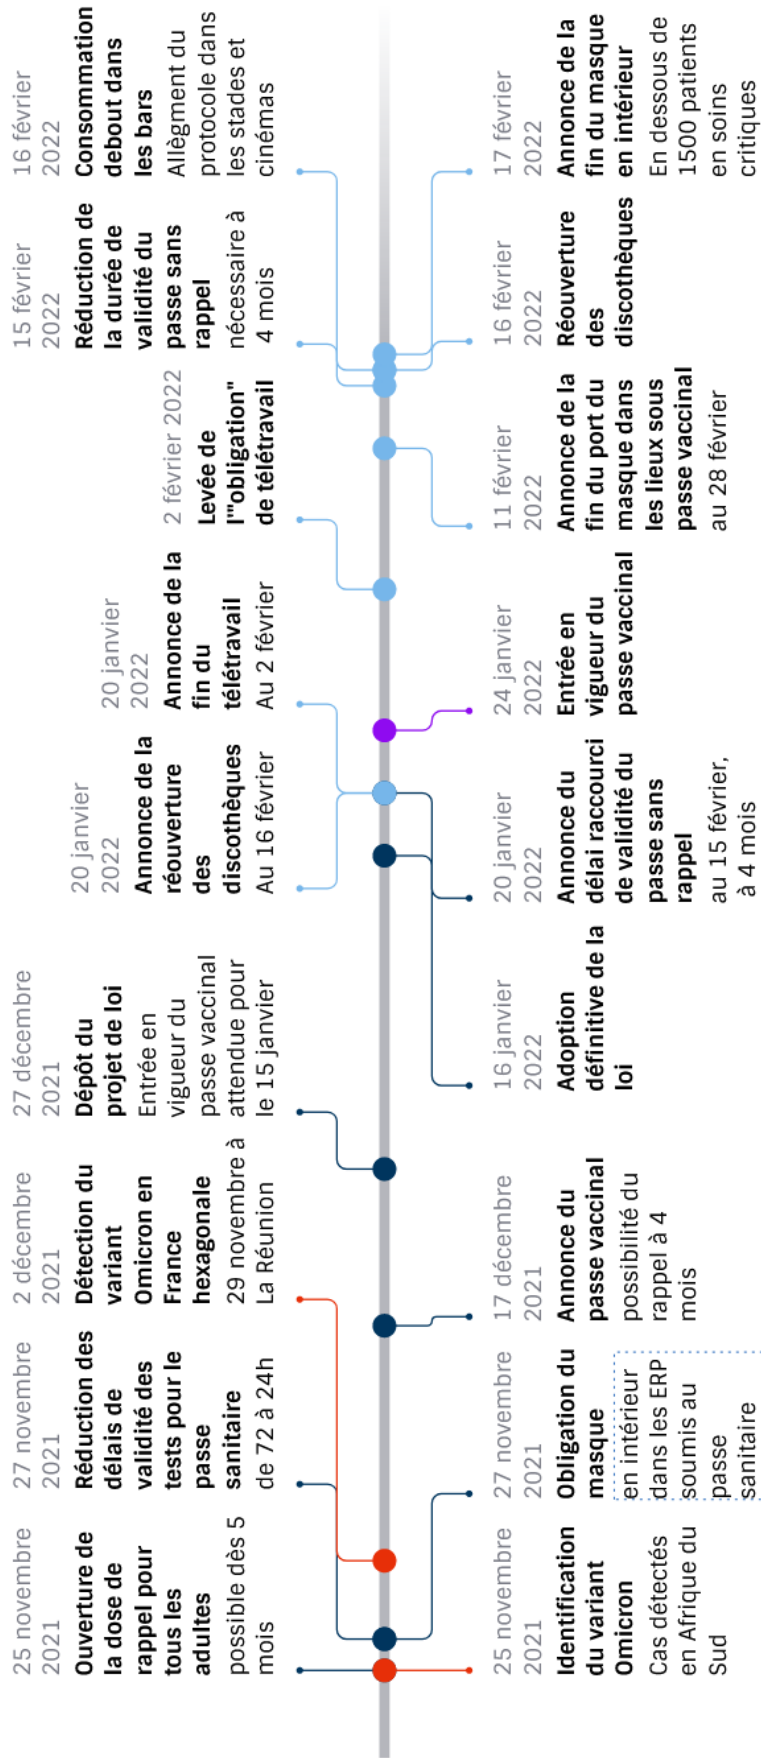 25 novembre
2021
Ouverture de
la dose de
rappel pour
tous les
adultes
possible dès 5
mois
27 novembre
2021
Réduction des
délais de
validité des
tests pour le
passe
sanitaire
de 72 à 24h
2 décembre
2021
Détection du
variant
Omicron en
France
hexagonale
29 novembre à
La Réunion
27 décembre
2021
Dépôt du
projet de loi
Entrée en
vigueur du
passe vaccinal
attendue pour
le 15 janvier
20 janvier
2022
Annonce de la
réouverture
des
discothèques
Au 16 février
20 janvier
2022
Annonce de la
fin du
télétravail
Au 2 février
2 février 2022
Levée de
l'"obligation"
de télétravail
15 février
2022
Réduction de
la durée de
validité du
passe sans
rappel
nécessaire à
4 mois
16 février
2022
Consommation
debout dans
les bars
Allègment du
protocole dans
les stades et
cinémas
25 novembre
2021
Identification
du variant
Omicron
Cas détectés
en Afrique du
Sud
27 novembre
2021
Obligation du
masque
en intérieur
dans les ERP
soumis au
passe
sanitaire
17 décembre
2021
Annonce du
passe vaccinal
possibilité du
rappel à 4
mois
16 janvier
2022
Adoption
définitive de la
loi
20 janvier
2022
Annonce du
délai raccourci
de validité du
passe sans
rappel
au 15 février,
à 4 mois
24 janvier
2022
Entrée en
vigueur du
passe vaccinal
11 février
2022
Annonce de la
fin du port du
masque dans
les lieux sous
passe vaccinal
au 28 février
16 février
2022
Réouverture
des
discothèques
17 février
2022
Annonce de la
fin du masque
en intérieur
En dessous de
1500 patients
en soins
critiques